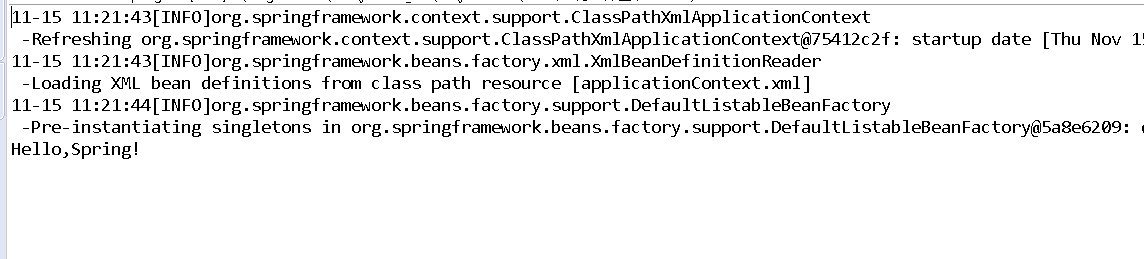 11-15 11:21:43[INFO]org.springframework.context.support.ClassPathXmlApplicationContext
-Refreshing org.springframework.context.support.ClassPathXmlApplicationContext@75412c2f: startup date [Thu Nov 15
11-15 11:21:43[INFO]org.springframework.beans.factory.xml.XmlBeanDefinitionReader
-Loading XML bean definitions from class path resource [applicationContext.xml]
11-15 11:21:44[INFO]org.springframework.beans.factory.support.DefaultListableBeanFactory
-Pre-instantiating singletons in org.springframework.beans.factory.support.DefaultListableBeanFactory@5a8e6209:
Hello,Spring!